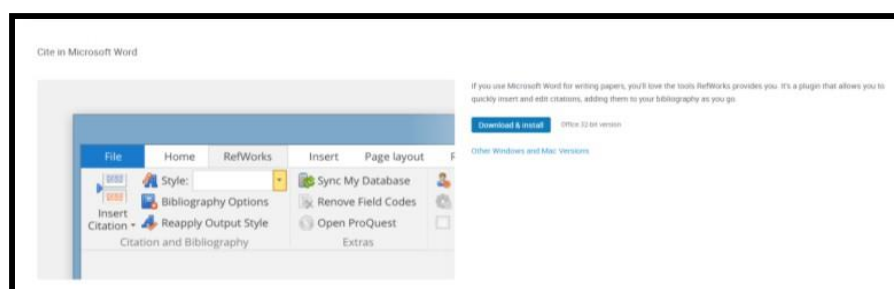 Cite in Microsoft Word
If you use Microsoft Word for writing papers, you'll love the tools RefWorks provides you. It's a plugin that allows you to
quickly insert and edit citations, adding them to your bibliography as you go.
Download & install Office 32-bit version
Other Windows and Mac Versions
File Home RefWorks Insert Page layout
Insert
Citation
Style:
Bibliography Options
Reapply Output Style
Citation and Bibliography
Sync My Database
Renove Field Codes
Open ProQuest
Extras